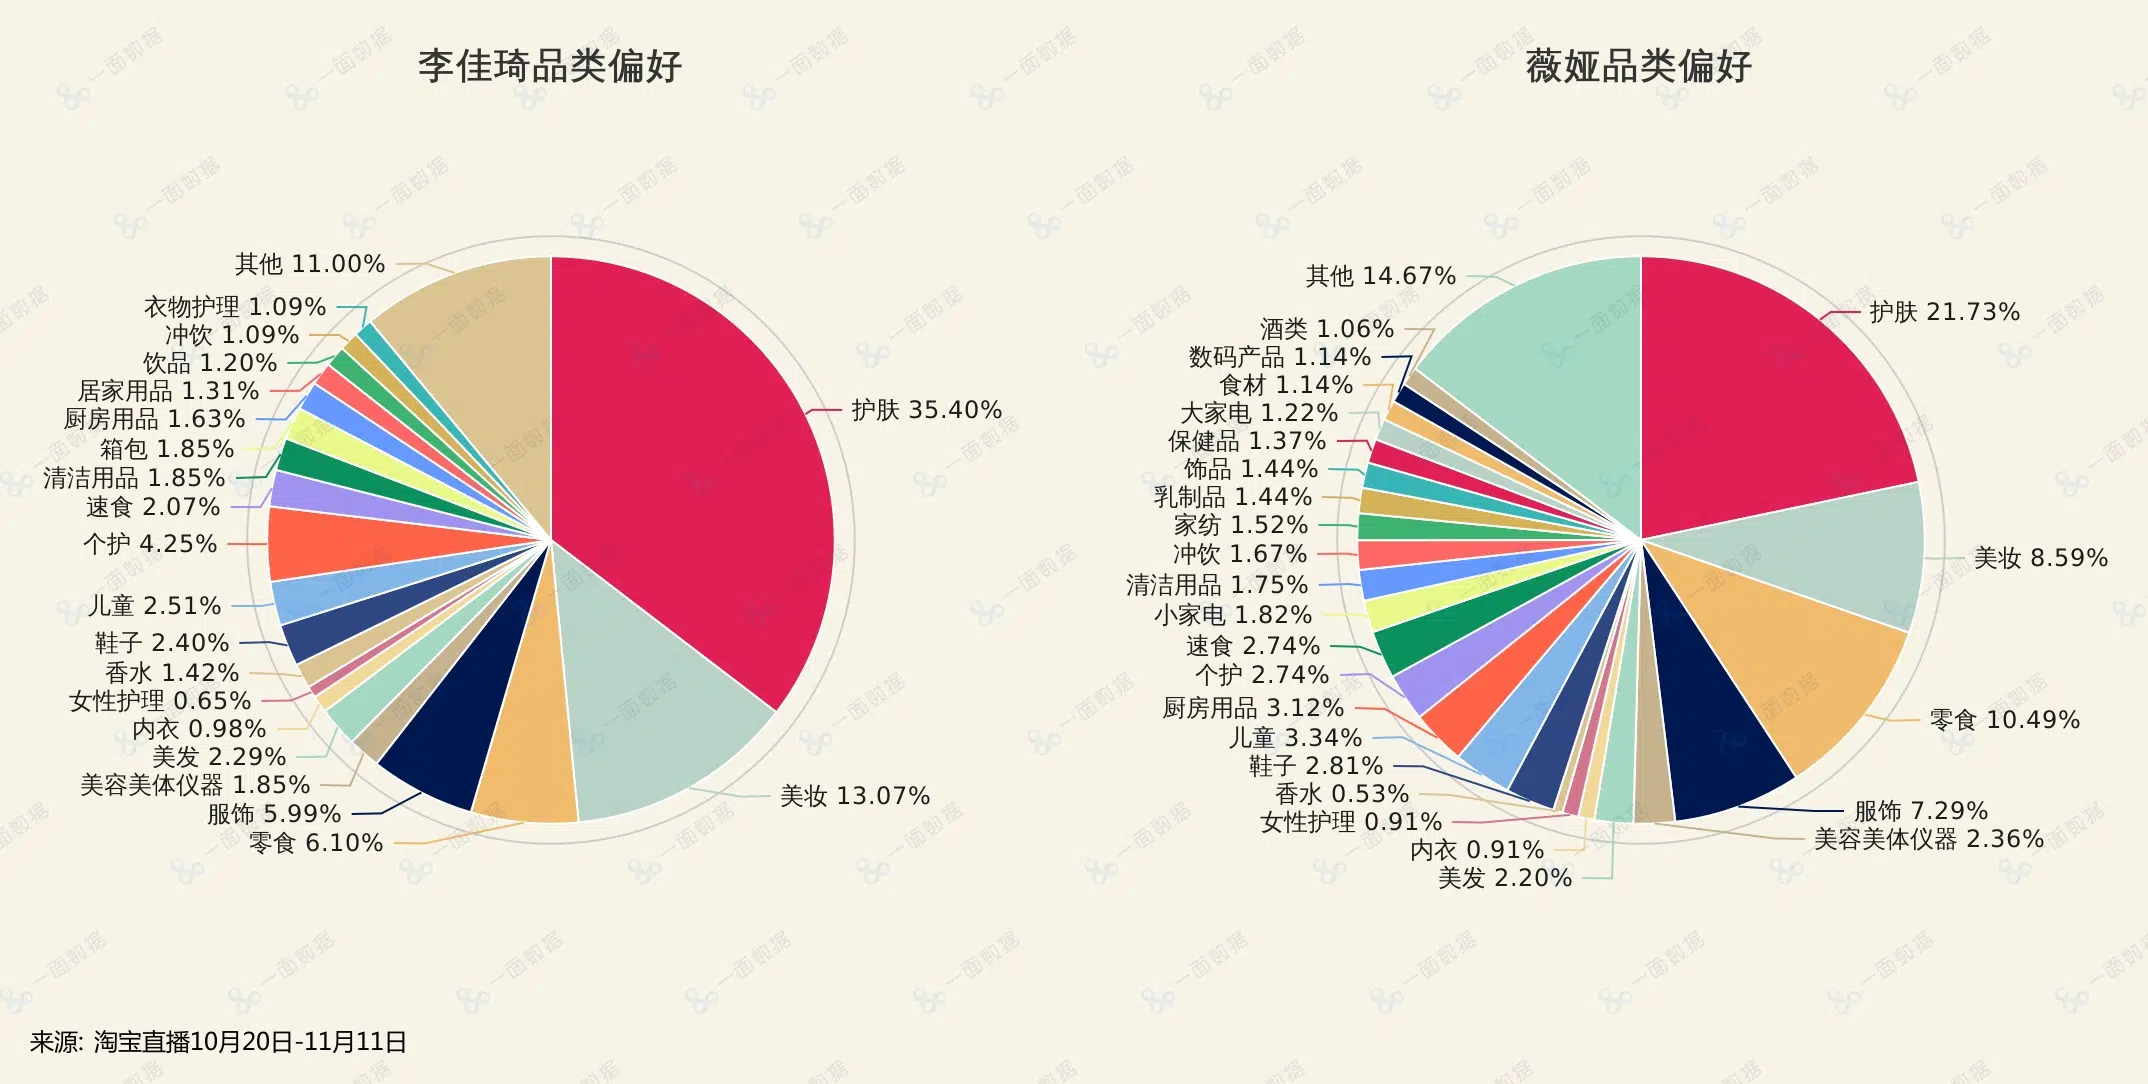 李佳琦品类偏好
其他 11.00%
衣物护理 1.09%
冲饮 1.09%
饮品 1.20%
居家用品 1.31%
厨房用品 1.63%
箱包 1.85%
清洁用品 1.85%
速食 2.07%
个护 4.25%
儿童 2.51%
鞋子 2.40%
香水 1.42%
女性护理 0.65%
内衣 0.98%
美发 2.29%
美容美体仪器 1.85%
服饰 5.99%
零食 6.10%
护肤 35.40%
美妆 13.07%
薇娅品类偏好
其他 14.67%
酒类 1.06%
数码产品 1.14%
食材 1.14%
大家电 1.22%
保健品 1.37%
饰品 1.44%
乳制品 1.44%
家纺 1.52%
冲饮 1.67%
清洁用品 1.75%
小家电 1.82%
速食 2.74%
个护 2.74%
厨房用品 3.12%
儿童 3.34%
鞋子 2.81%
香水 0.53%
女性护理 0.91%
内衣 0.91%
美发 2.20%
护肤 21.73%
美妆 8.59%
零食 10.49%
服饰 7.29%
美容美体仪器 2.36%
来源: 淘宝直播10月20日-11月11日
一面数据